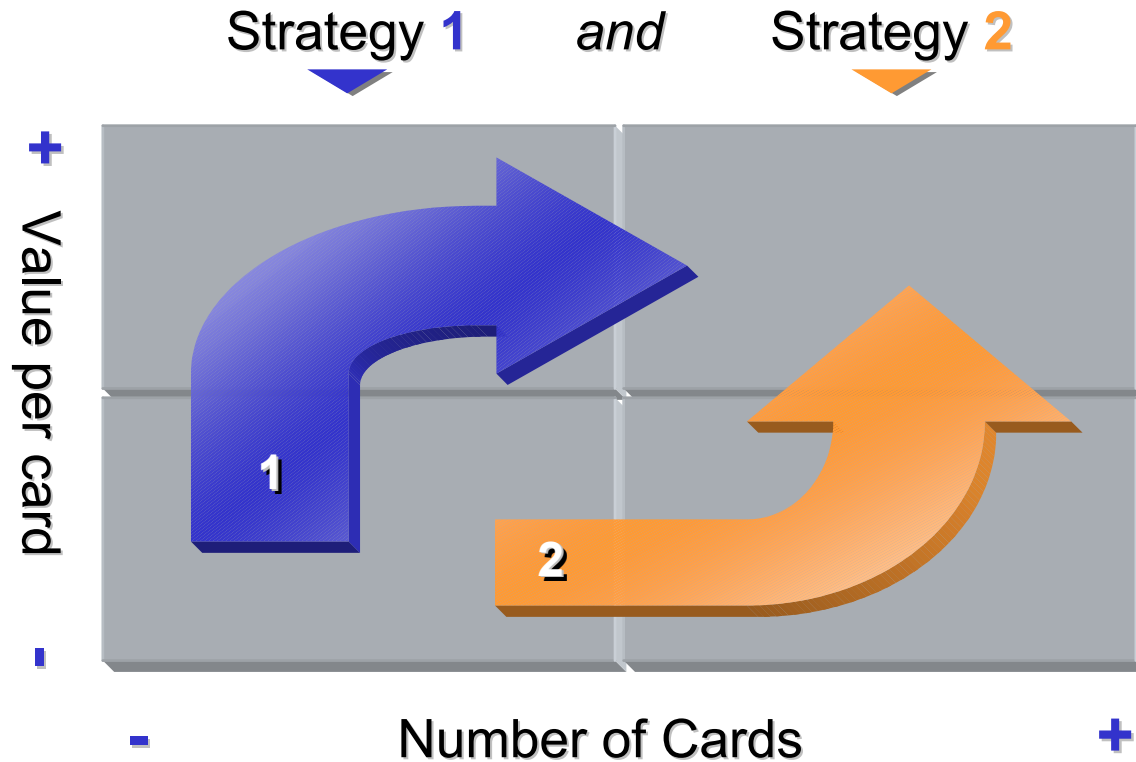 Strategy 1 and Strategy 2
+
Value per card
-
1
2
- Number of Cards +